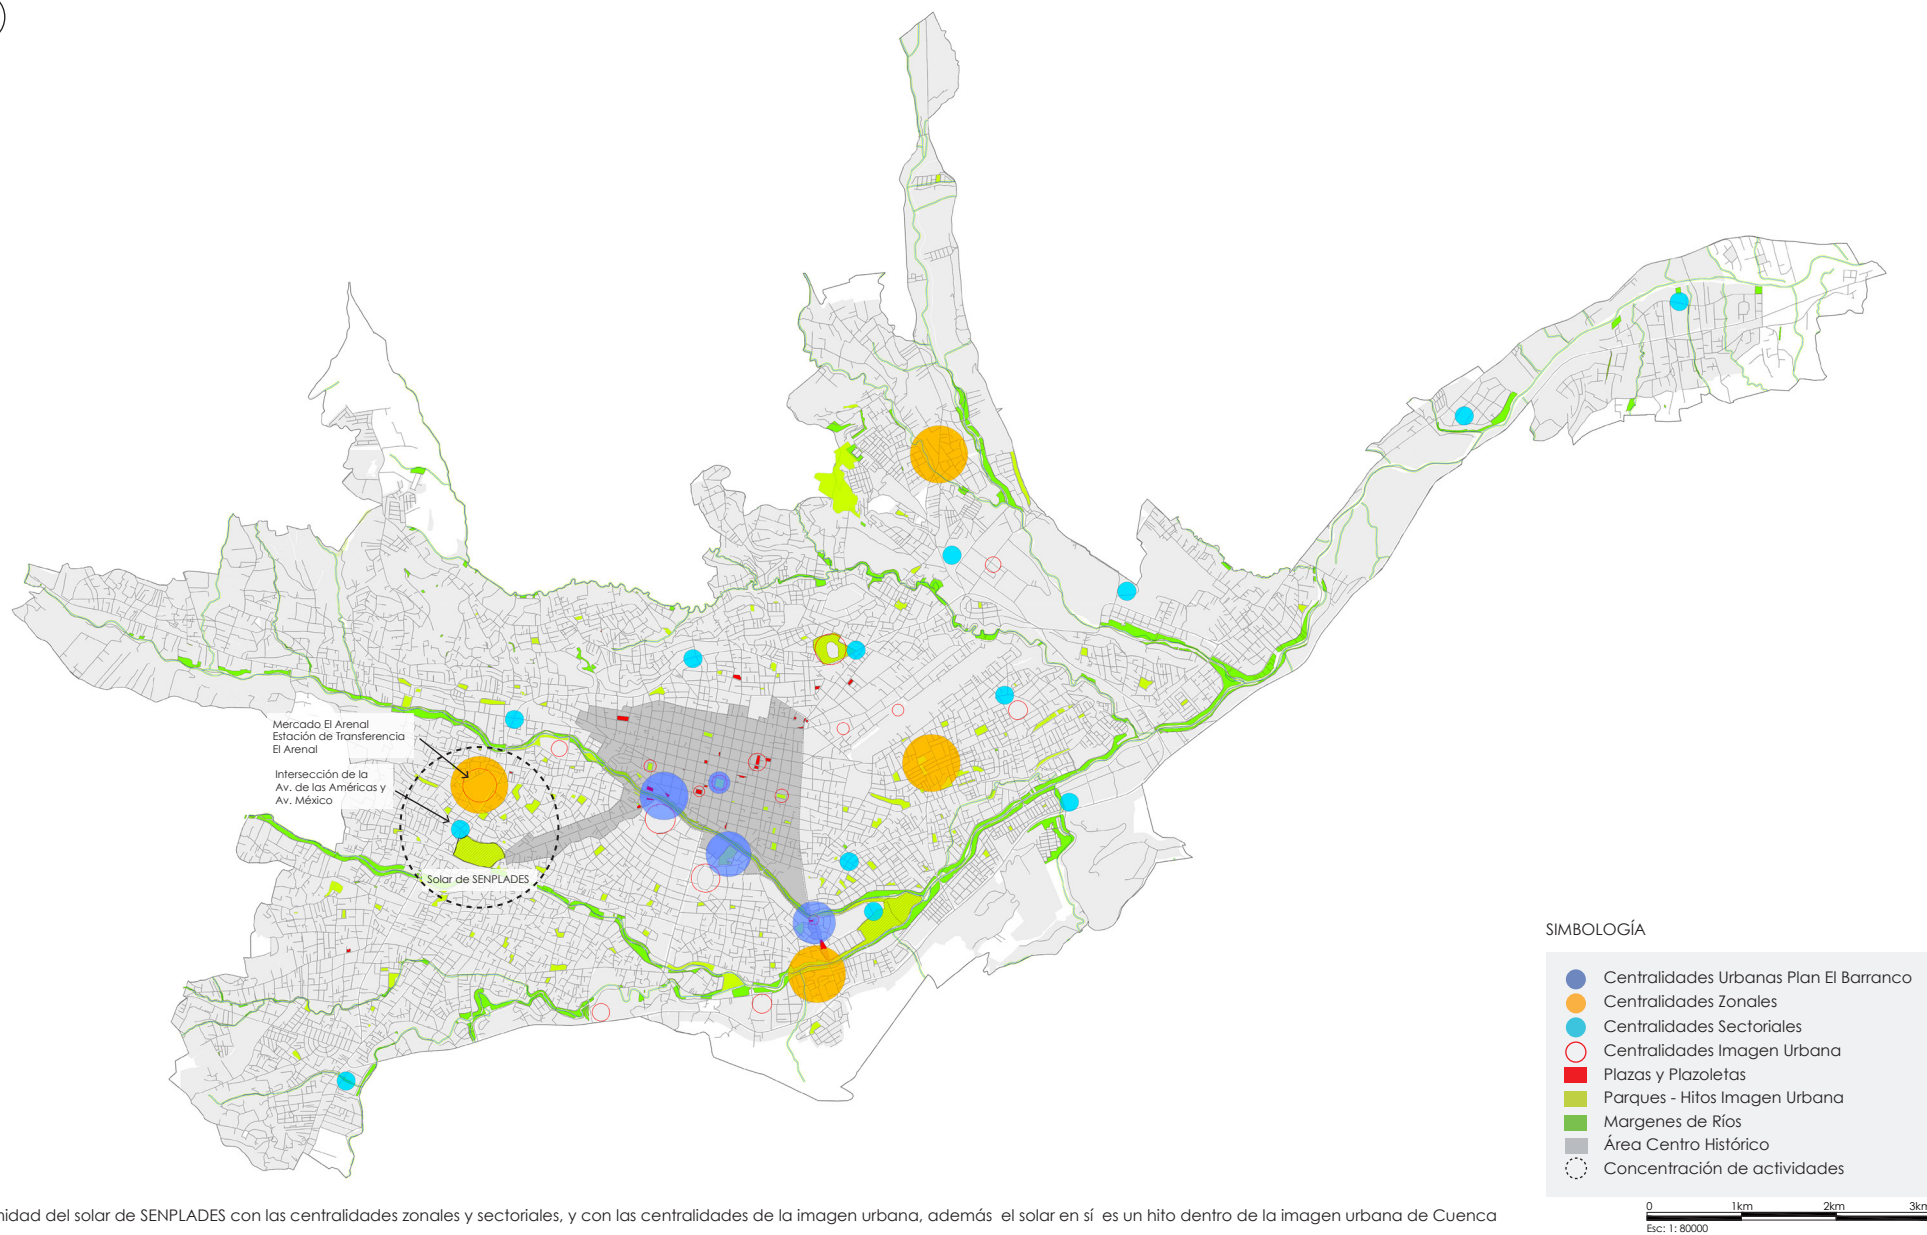 Mercado El Arenal
Estación de Transferencia
El Arenal
Intersección de la
Av. de las Américas y
Av. México
Solar de SENPLADES
SIMBOLOGÍA
Centralidades Urbanas Plan El Barranco
Centralidades Zonales
Centralidades Sectoriales
Centralidades Imagen Urbana
Plazas y Plazoletas
Parques - Hitos Imagen Urbana
Margenes de Ríos
Área Centro Histórico
Concentración de actividades
0 1km 2km 3km
Esc: 1: 80000
del solar de SENPLADES con las centralidades zonales y sectoriales, y con las centralidades de la imagen urbana, además el solar en sí es un hito dentro de la imagen urbana de Cuenca